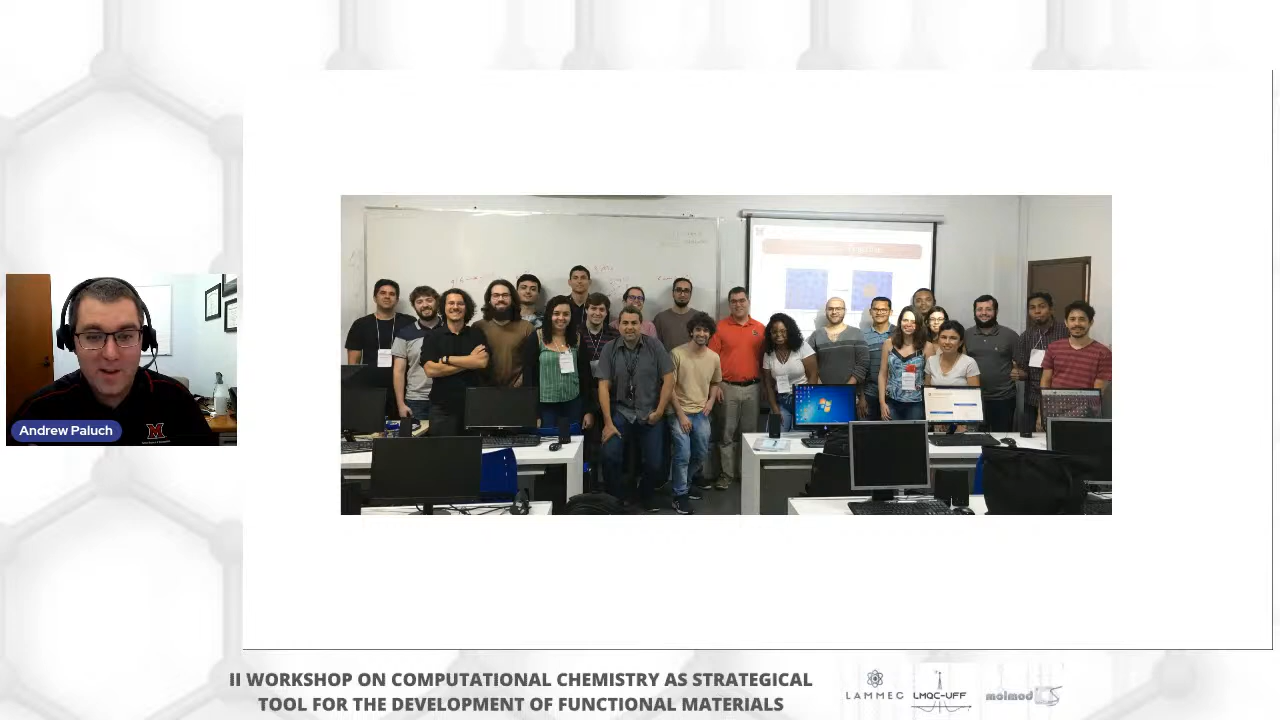 Andrew Paluch
II WORKSHOP ON COMPUTATIONAL CHEMISTRY AS STRATEGICAL
TOOL FOR THE DEVELOPMENT OF FUNCTIONAL MATERIALS
LAMMEC
LMQC-UFF
molmod CS